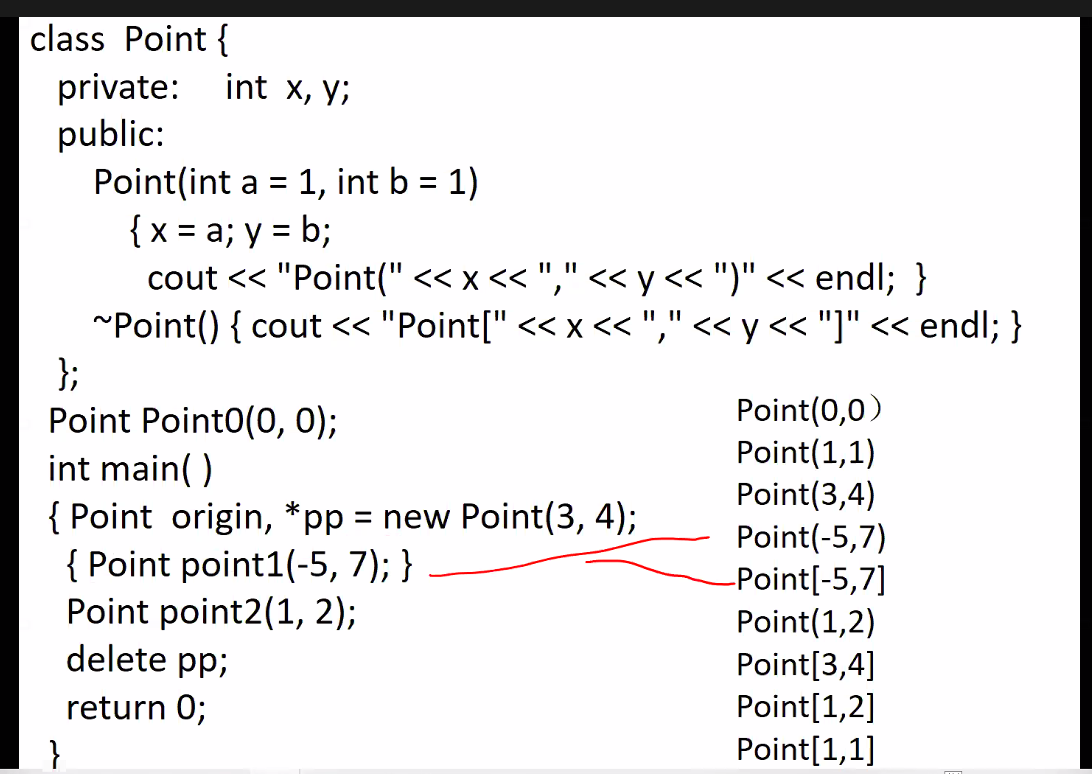 class Point {
private: int x, y;
public:
Point(int a = 1, int b = 1)
{ x = a; y = b;
cout << "Point(" << x << "," << y << ")" << endl; }
~Point() { cout << "Point[" << x << "," << y << "]" << endl; }
};
Point Point0(0, 0);
int main( )
{ Point origin, *pp = new Point(3, 4);
{ Point point1(-5, 7); }
Point point2(1, 2);
delete pp;
return 0;
}
Point(0,0）
Point(1,1)
Point(3,4)
Point(-5,7)
Point[-5,7]
Point(1,2)
Point[3,4]
Point[1,2]
Point[1,1]